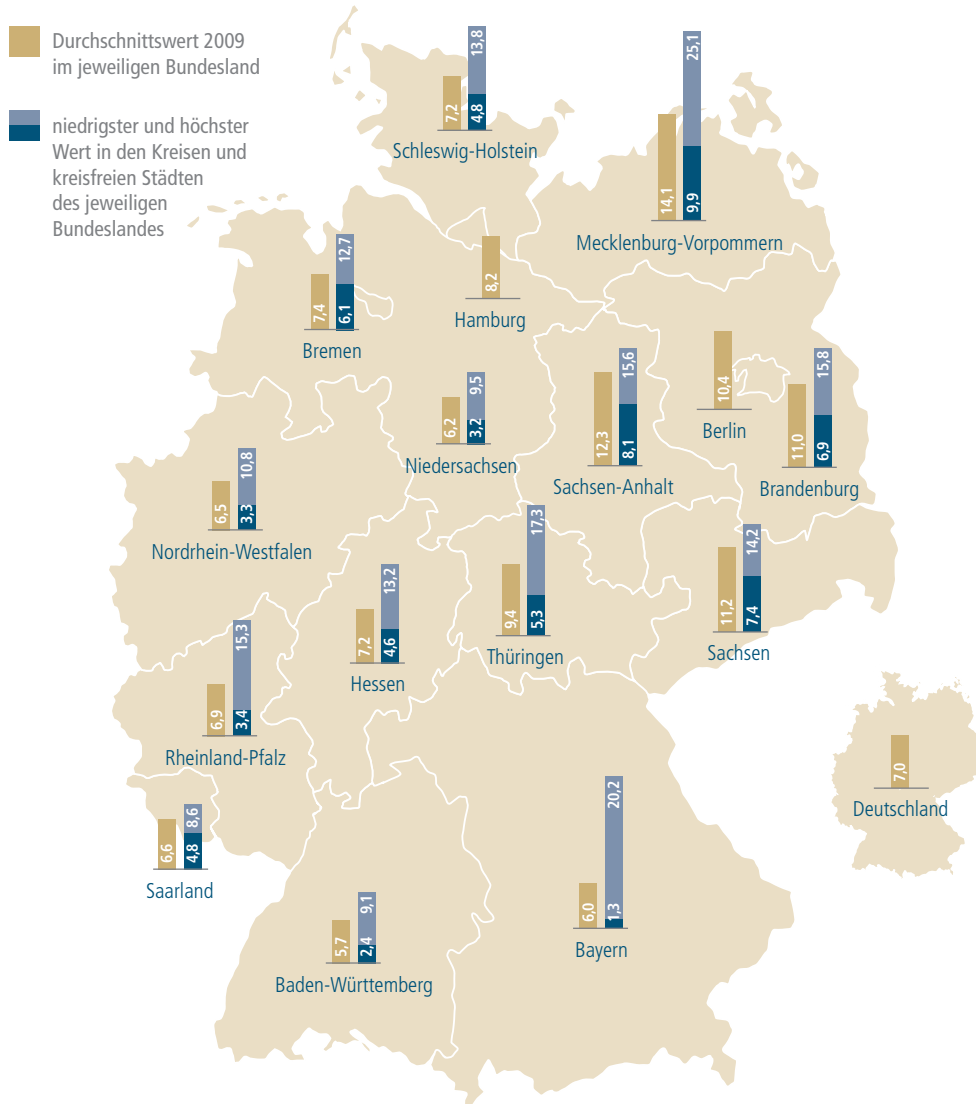 Durchschnittswert 2009
im jeweiligen Bundesland
niedrigster und höchster
Wert in den Kreisen und
kreisfreien Städten
des jeweiligen
Bundeslandes
7,2
4,8
13,8
Schleswig-Holstein
14,1
9,9
25,1
Mecklenburg-Vorpommern
7,4
6,1
12,7
Bremen
8,2
Hamburg
6,2
3,2
9,5
Niedersachsen
12,3
8,1
15,6
Sachsen-Anhalt
10,4
Berlin
11,0
6,9
15,8
Brandenburg
6,5
3,3
10,8
Nordrhein-Westfalen
7,2
4,6
13,2
Hessen
9,4
5,3
17,3
Thüringen
11,2
7,4
14,2
Sachsen
6,9
3,4
15,3
Rheinland-Pfalz
7,0
Deutschland
6,6
4,8
8,6
Saarland
5,7
2,4
9,1
Baden-Württemberg
6,0
1,3
20,2
Bayern